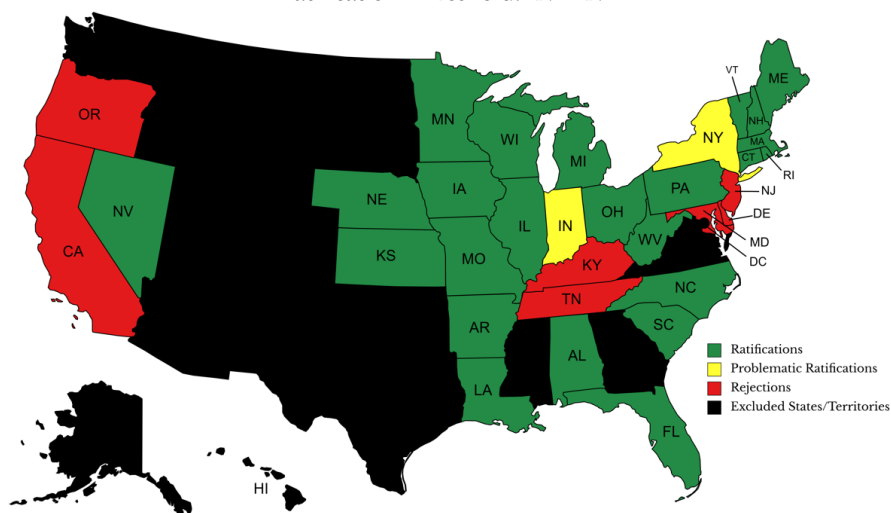 VT
ME
OR
MN
WI
NH
NY
MA
MI
CT
RI
NV
IA
PA
NJ
NE
DE
IL
IN
OH
CA
KS
MO
WV
MD
KY
DC
TN
NC
AR
SC
AL
LA
FL
HI
Ratifications
Problematic Ratifications
Rejections
Excluded States/Territories